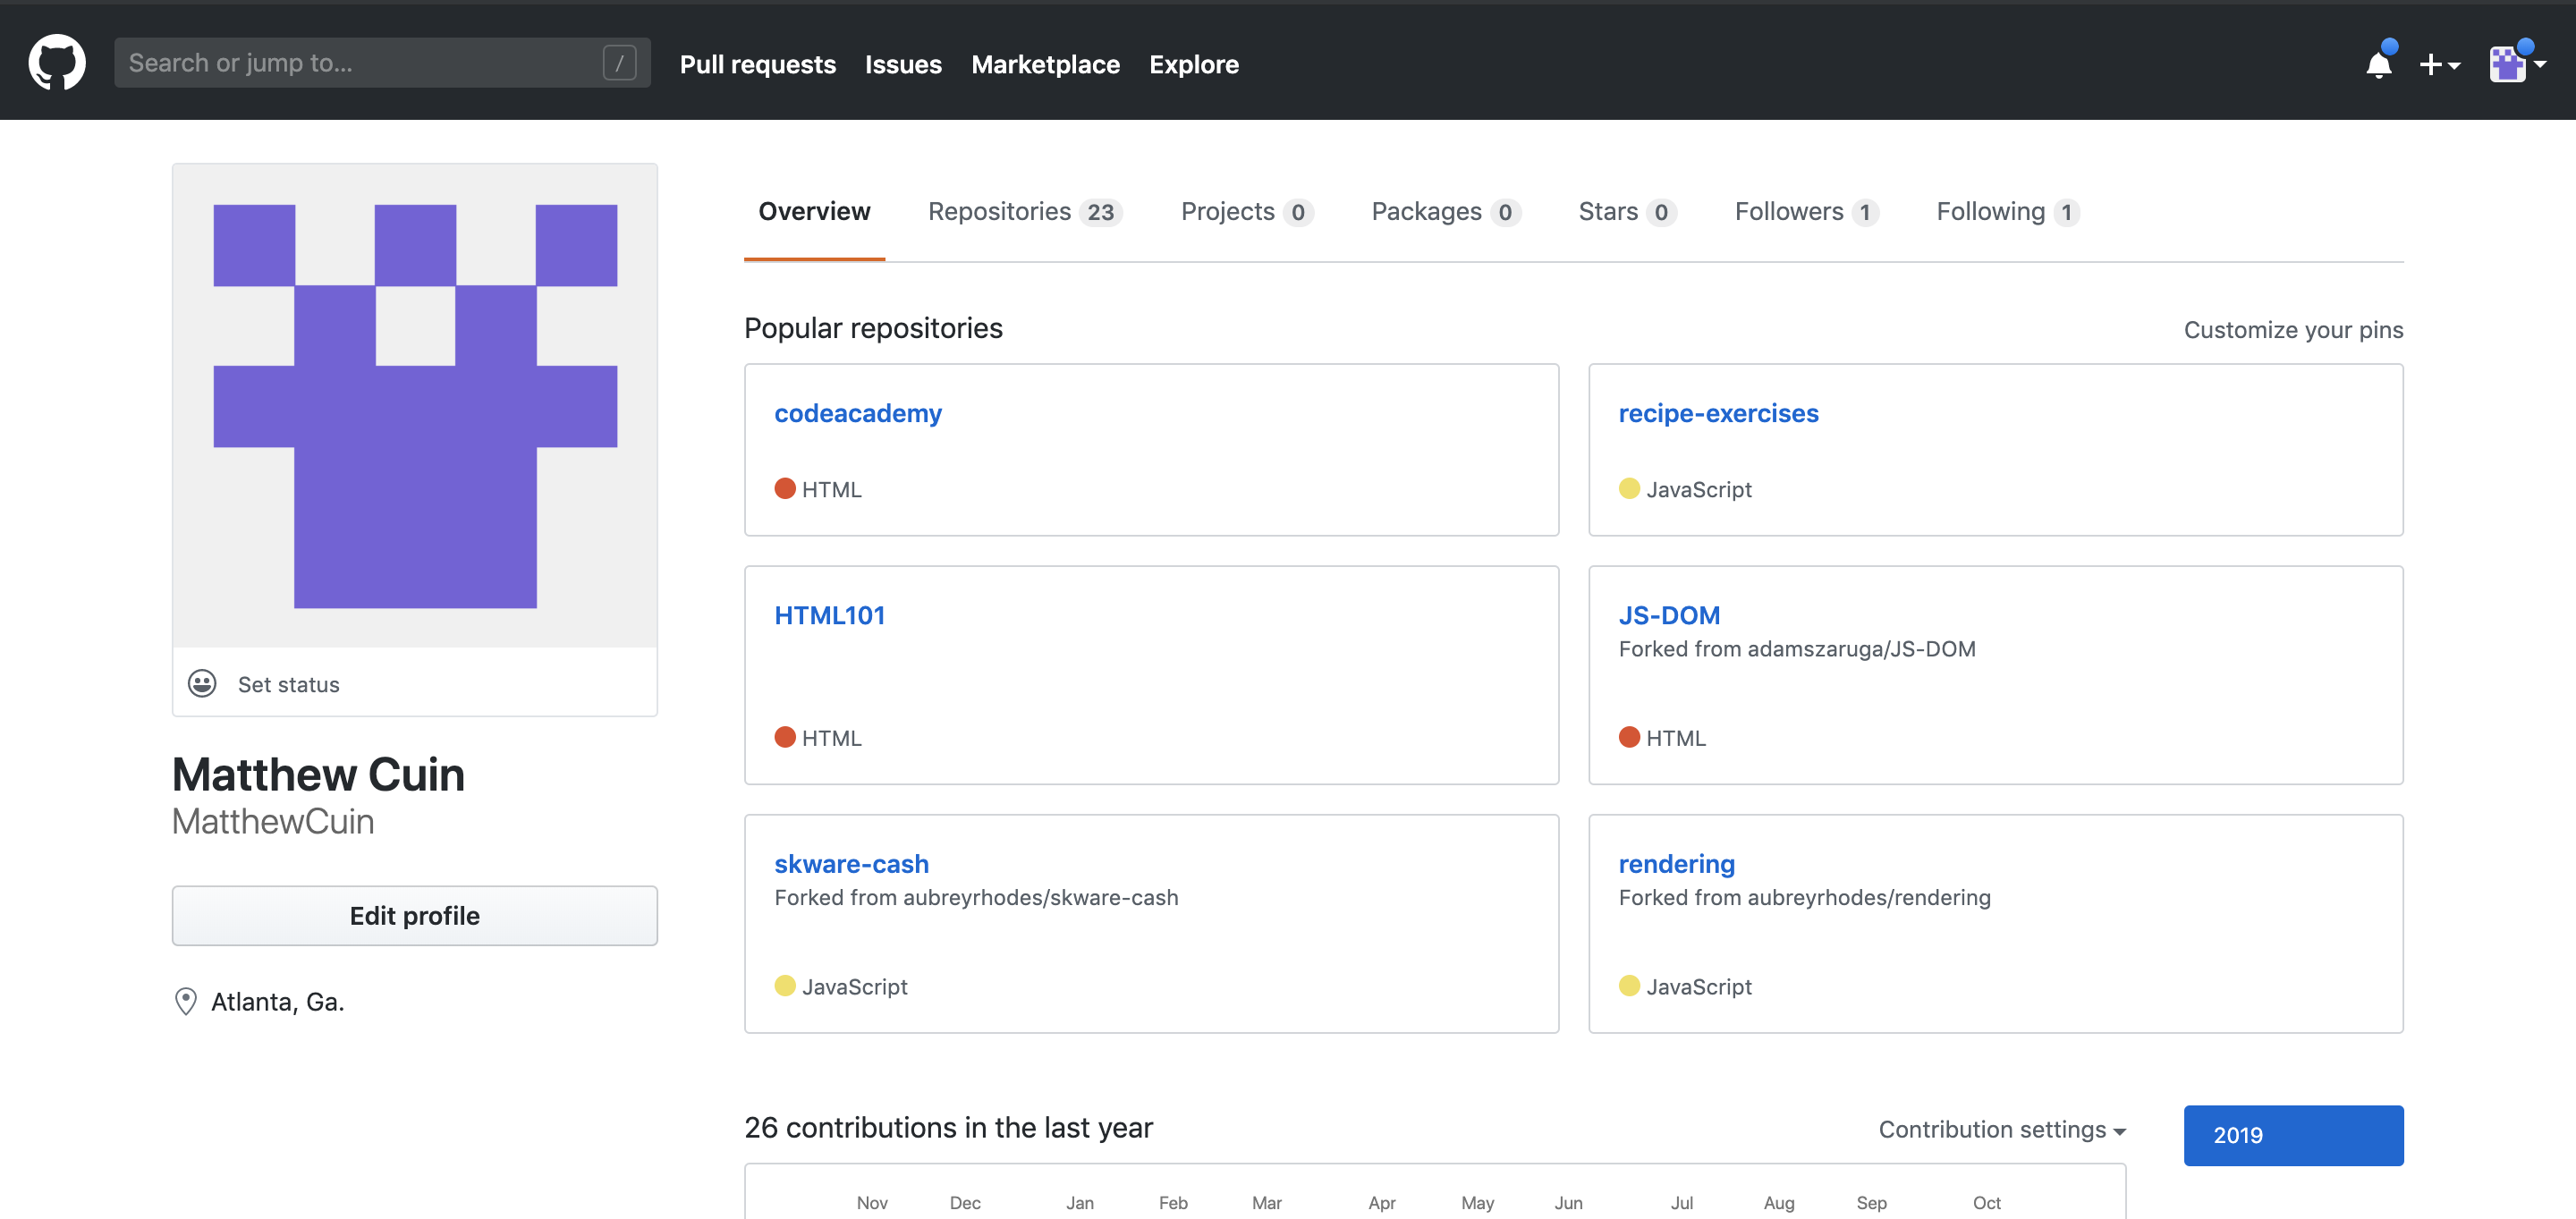 Search or jump to... /
Pull requests Issues Marketplace Explore
Overview Repositories 23 Projects 0 Packages 0 Stars 0 Followers 1 Following 1
Set status
Matthew Cuin
MatthewCuin
Edit profile
Atlanta, Ga.
Popular repositories
Customize your pins
codeacademy
HTML
recipe-exercises
JavaScript
HTML101
HTML
JS-DOM
Forked from adamszaruga/JS-DOM
HTML
skware-cash
Forked from aubreyrhodes/skware-cash
JavaScript
rendering
Forked from aubreyrhodes/rendering
JavaScript
26 contributions in the last year
Contribution settings
2019
Nov Dec Jan Feb Mar Apr May Jun Jul Aug Sep Oct